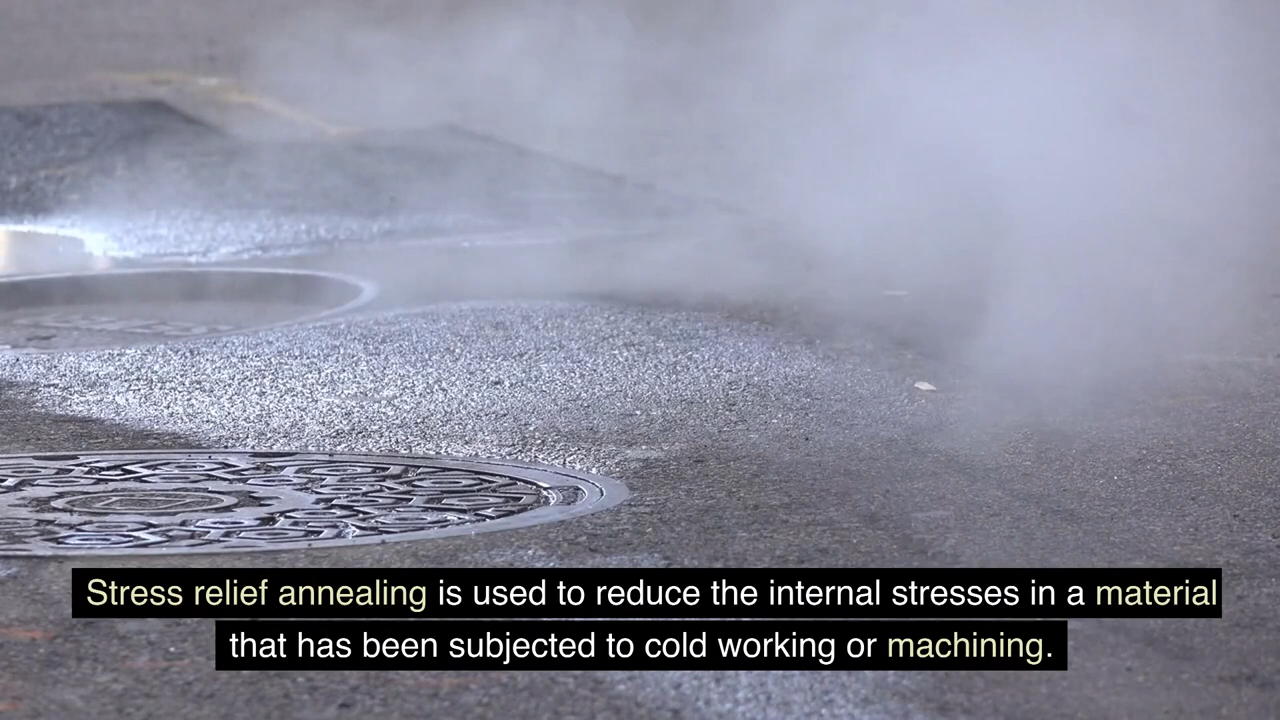 Stress relief annealing is used to reduce the internal stresses in a material
that has been subjected to cold working or machining.